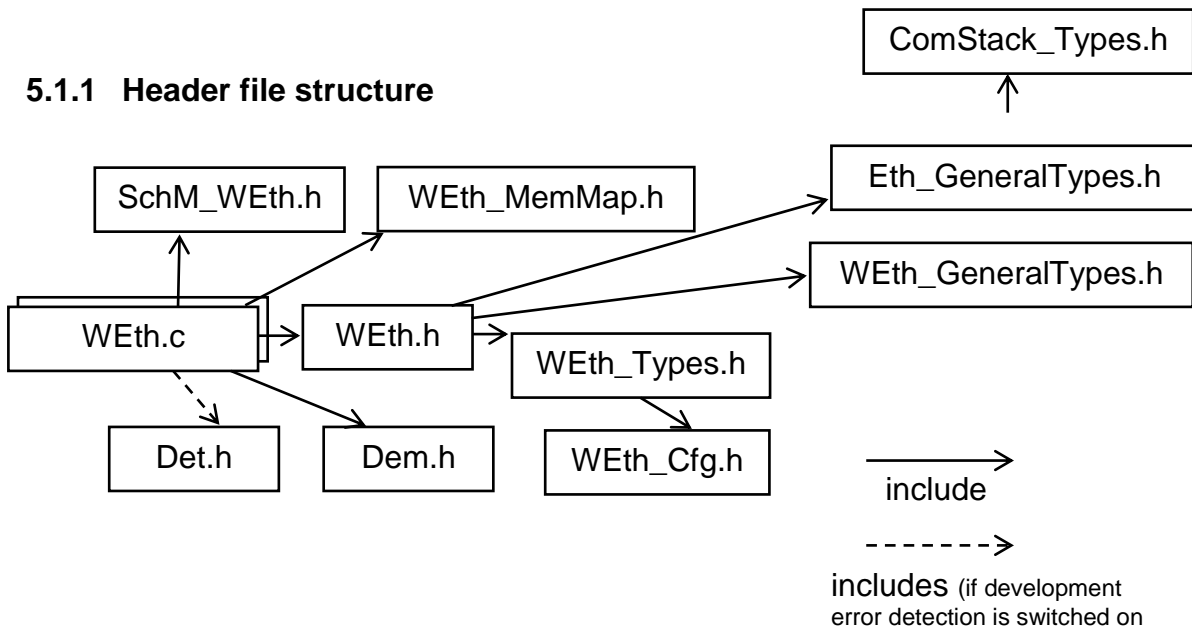 ComStack_Types.h
5.1.1 Header file structure
SchM_WEth.h
WEth_MemMap.h
Eth_GeneralTypes.h
WEth_GeneralTypes.h
WEth.c
WEth.h
WEth_Types.h
Det.h
Dem.h
WEth_Cfg.h
include
includes (if development
error detection is switched on